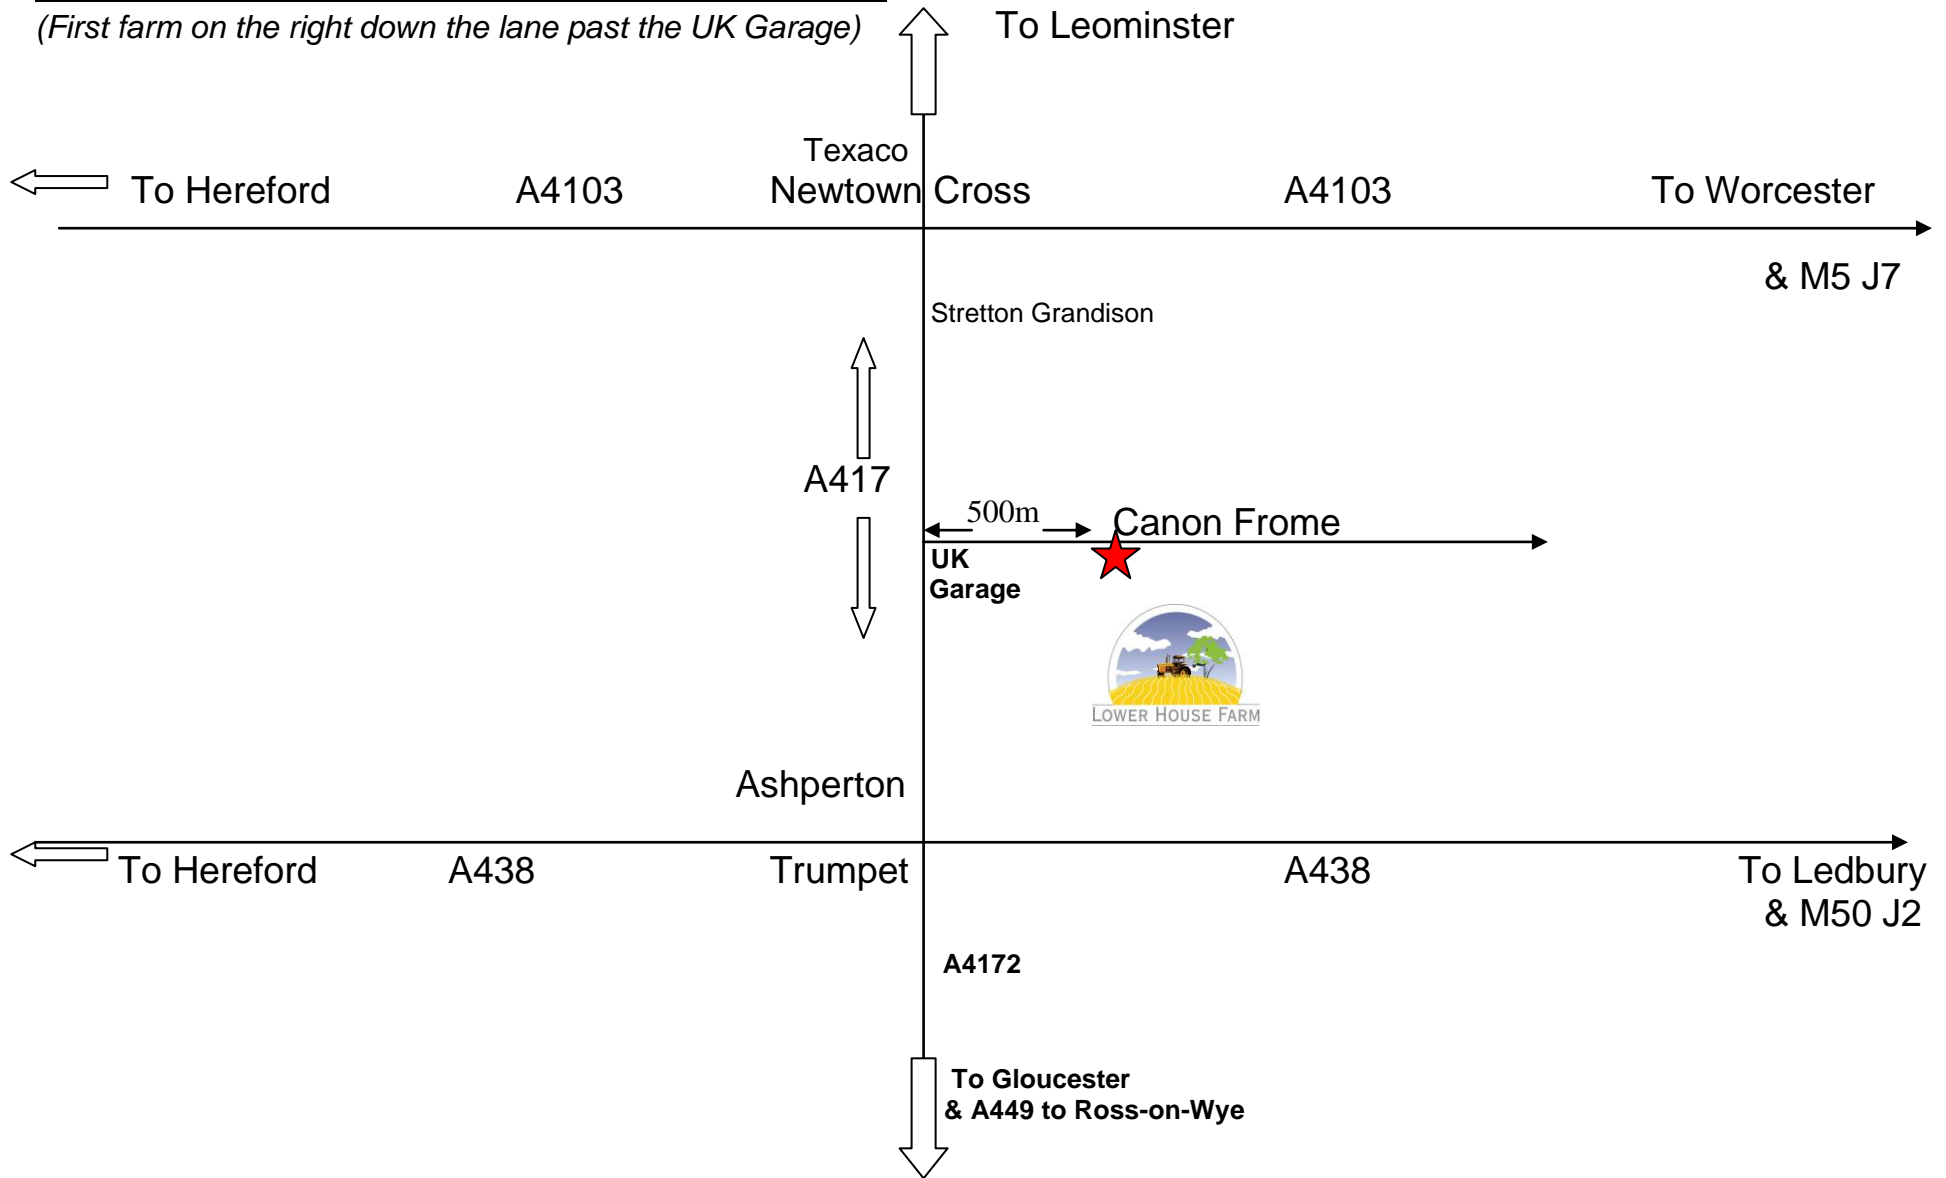 (First farm on the right down the lane past the UK Garage)
To Leominster
Texaco
To Hereford
A4103
Newtown Cross
A4103
To Worcester
& M5 J7
Stretton Grandison
A417
500m
Canon Frome
UK
Garage
LOWER HOUSE FARM
Ashperton
To Hereford
A438
Trumpet
A438
To Ledbury
& M50 J2
A4172
To Gloucester
& A449 to Ross-on-Wye